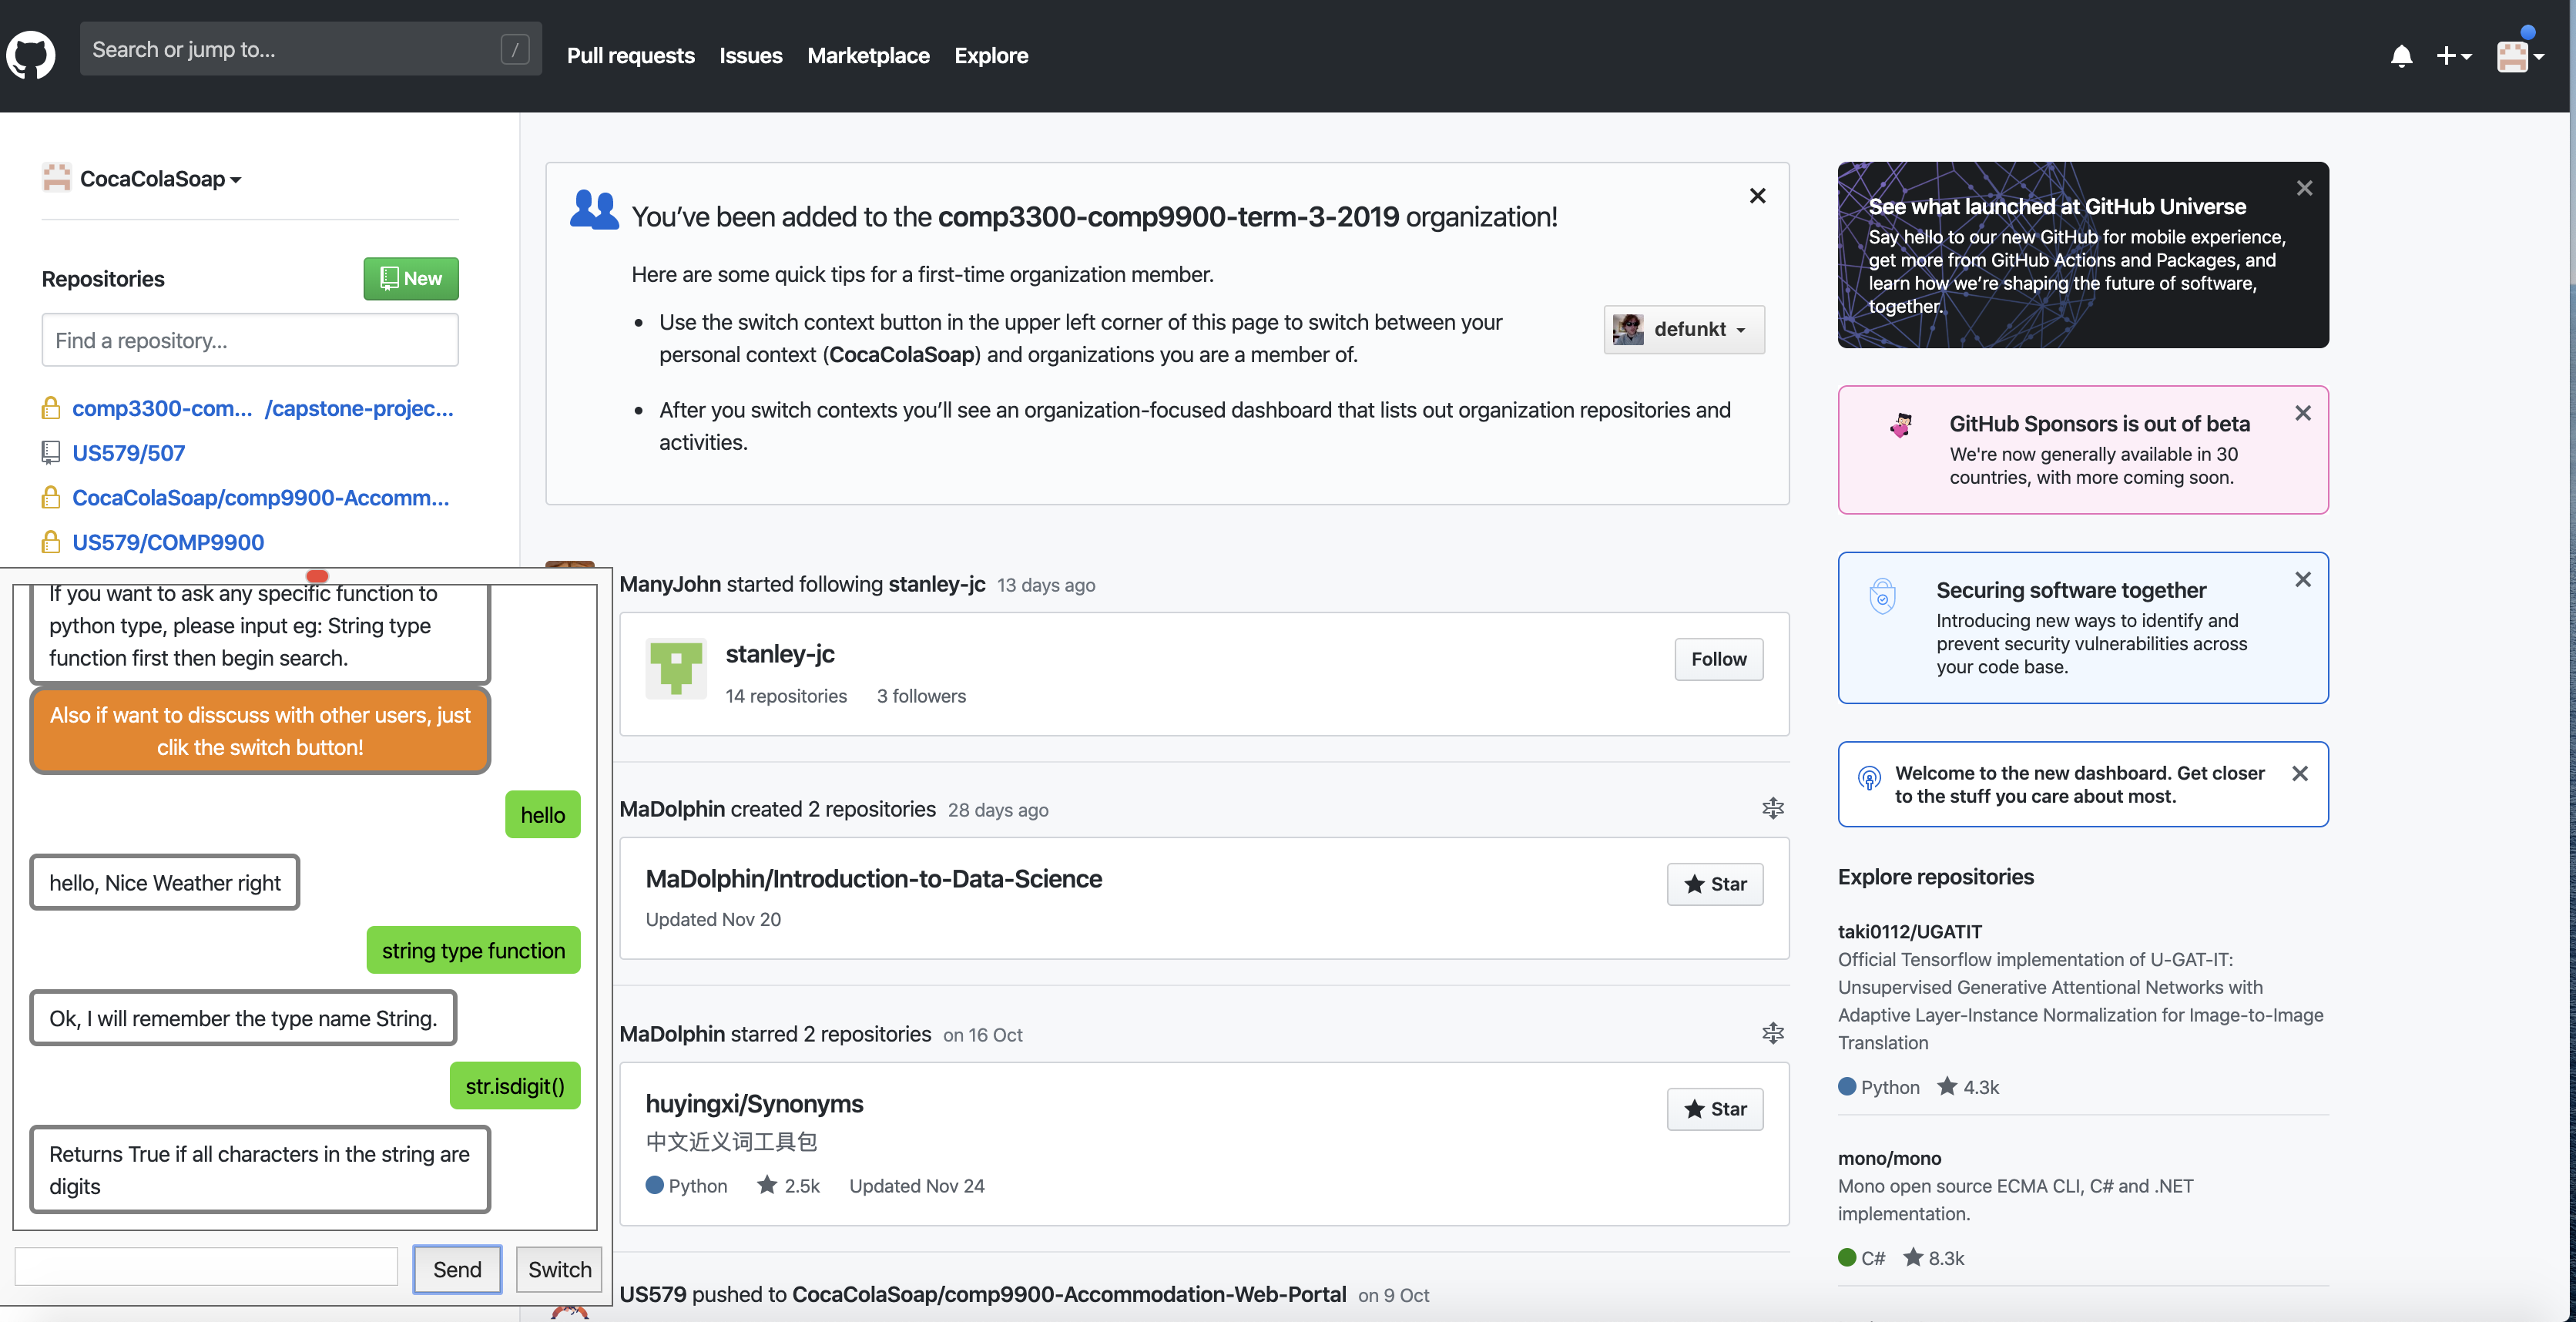 Search or jump to...
/
Pull requests
Issues
Marketplace
Explore
CocaColaSoap
Repositories
New
Find a repository...
comp3300-com... /capstone-projec...
US579/507
CocaColaSoap/comp9900-Accomm...
US579/COMP9900
If you want to ask any specific function to
python type, please input eg: String type
function first then begin search.
Also if want to disscuss with other users, just
clik the switch button!
hello
hello, Nice Weather right
string type function
Ok, I will remember the type name String.
str.isdigit()
Returns True if all characters in the string are
digits
Send
Switch
You've been added to the comp3300-comp9900-term-3-2019 organization!
Here are some quick tips for a first-time organization member.
Use the switch context button in the upper left corner of this page to switch between your
personal context (CocaColaSoap) and organizations you are a member of.
defunkt
After you switch contexts you'll see an organization-focused dashboard that lists out organization repositories and
activities.
ManyJohn started following stanley-jc 13 days ago
stanley-jc
14 repositories 3 followers
Follow
MaDolphin created 2 repositories 28 days ago
MaDolphin/Introduction-to-Data-Science
Updated Nov 20
Star
MaDolphin starred 2 repositories on 16 Oct
huyingxi/Synonyms
中文近义词工具包
Python 2.5k Updated Nov 24
Star
US579 pushed to CocaColaSoap/comp9900-Accommodation-Web-Portal on 9 Oct
See what launched at GitHub Universe
Say hello to our new GitHub for mobile experience,
get more from GitHub Actions and Packages, and
learn how we're shaping the future of software,
together.
GitHub Sponsors is out of beta
We're now generally available in 30
countries, with more coming soon.
Securing software together
Introducing new ways to identify and
prevent security vulnerabilities across
your code base.
Welcome to the new dashboard. Get closer
to the stuff you care about most.
Explore repositories
taki0112/UGATIT
Official Tensorflow implementation of U-GAT-IT:
Unsupervised Generative Attentional Networks with
Adaptive Layer-Instance Normalization for Image-to-Image
Translation
Python 4.3k
mono/mono
Mono open source ECMA CLI, C# and .NET
implementation.
C# 8.3k